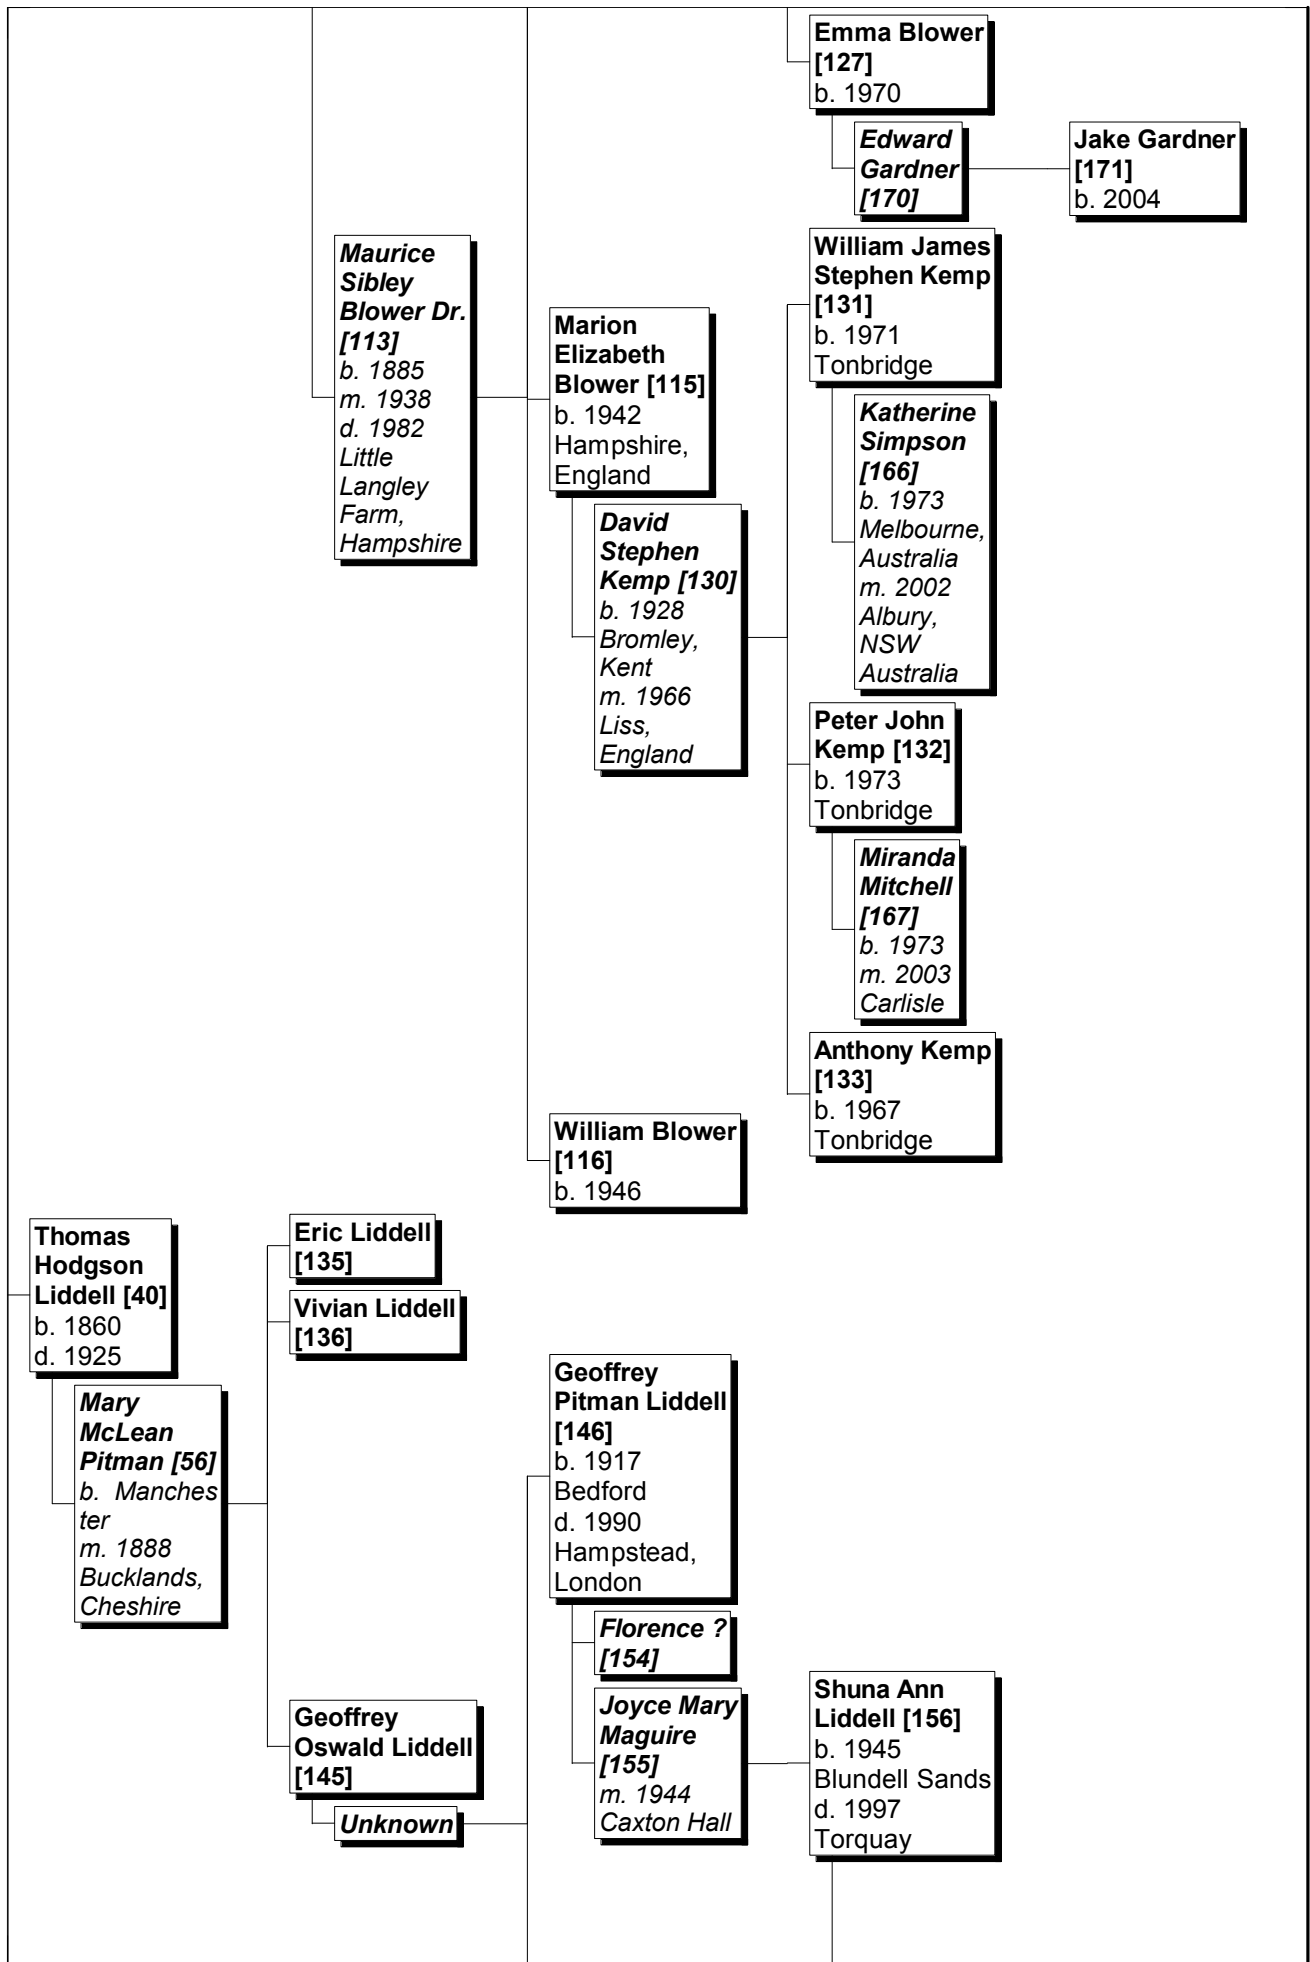 Emma Blower
[127]
b. 1970
Edward
Gardner
[170]
Jake Gardner
[171]
b. 2004
Maurice
Sibley
Blower Dr.
[113]
b. 1885
m. 1938
d. 1982
Little
Langley
Farm,
Hampshire
Marion
Elizabeth
Blower [115]
b. 1942
Hampshire,
England
David
Stephen
Kemp [130]
b. 1928
Bromley,
Kent
m. 1966
Liss,
England
William James
Stephen Kemp
[131]
b. 1971
Tonbridge
Katherine
Simpson
[166]
b. 1973
Melbourne,
Australia
m. 2002
Albury,
NSW
Australia
Peter John
Kemp [132]
b. 1973
Tonbridge
Miranda
Mitchell
[167]
b. 1973
m. 2003
Carlisle
Anthony Kemp
[133]
b. 1967
Tonbridge
William Blower
[116]
b. 1946
Thomas
Hodgson
Liddell [40]
b. 1860
d. 1925
Mary
McLean
Pitman [56]
b. Manches
ter
m. 1888
Bucklands,
Cheshire
Eric Liddell
[135]
Vivian Liddell
[136]
Geoffrey
Oswald Liddell
[145]
Unknown
Geoffrey
Pitman Liddell
[146]
b. 1917
Bedford
d. 1990
Hampstead,
London
Florence ?
[154]
Joyce Mary
Maguire
[155]
m. 1944
Caxton Hall
Shuna Ann
Liddell [156]
b. 1945
Blundell Sands
d. 1997
Torquay